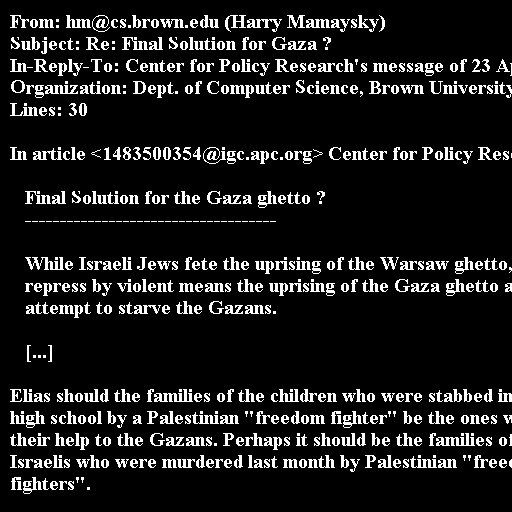 From: hm@cs.brown.edu (Harry Mamaysky)
Subject: Re: Final Solution for Gaza ?
In-Reply-To: Center for Policy Research's message of 23 Ap
Organization: Dept. of Computer Science, Brown University
Lines: 30
In article <1483500354@igc.apc.org> Center for Policy Rese
Final Solution for the Gaza ghetto ?
------------------------------------
While Israeli Jews fete the uprising of the Warsaw ghetto,
repress by violent means the uprising of the Gaza ghetto a
attempt to starve the Gazans.
[...]
Elias should the families of the children who were stabbed in
high school by a Palestinian "freedom fighter" be the ones w
their help to the Gazans. Perhaps it should be the families of
Israelis who were murdered last month by Palestinian "free
fighters".